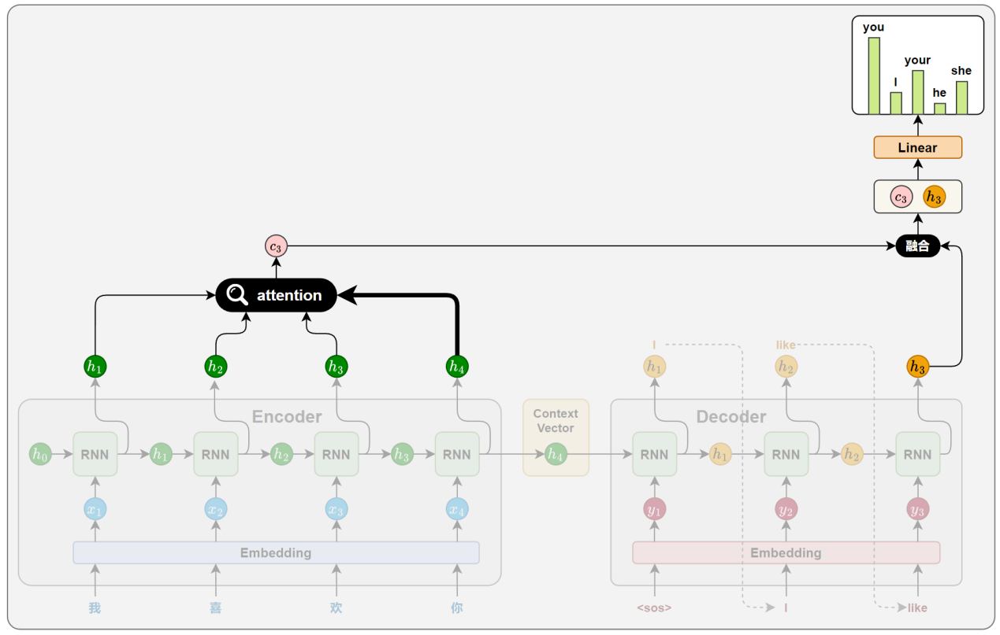 you
I
your
he
she
Linear
c₃ h₃
c₃
融合
attention
I
like
h₁
h₂
h₃
h₄
h₁
h₂
h₃
Encoder
Context
Vector
Decoder
h₀
RNN
h₁
RNN
h₂
RNN
h₃
RNN
h₄
RNN
h₁
RNN
h₂
RNN
x₁
x₂
x₃
x₄
y₁
y₂
y₃
Embedding
Embedding
我
喜
欢
你
<sos>
I
like